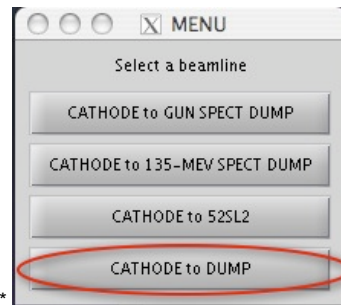 X MENU
Select a beamline
CATHODE to GUN SPECT DUMP
CATHODE to 135-MEV SPECT DUMP
CATHODE to 52SL2
CATHODE to DUMP
*